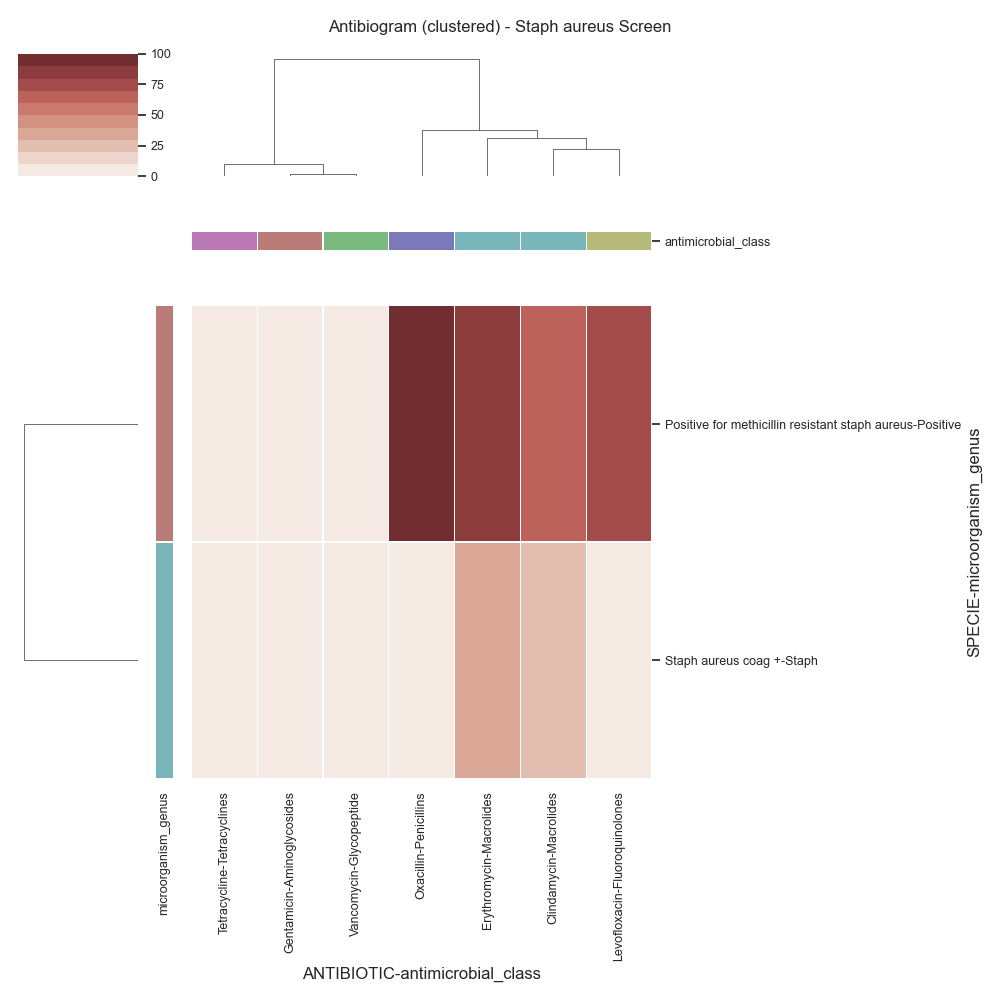 Antibiogram (clustered) - Staph aureus Screen
100
75
50
25
0
antimicrobial_class
Positive for methicillin resistant staph aureus-Positive
Staph aureus coag +-Staph
SPECIE-microorganism_genus
microorganism_genus
Tetracycline-Tetracyclines
Gentamicin-Aminoglycosides
Vancomycin-Glycopeptide
Oxacillin-Penicillins
Erythromycin-Macrolides
Clindamycin-Macrolides
Levofloxacin-Fluoroquinolones
ANTIBIOTIC-antimicrobial_class